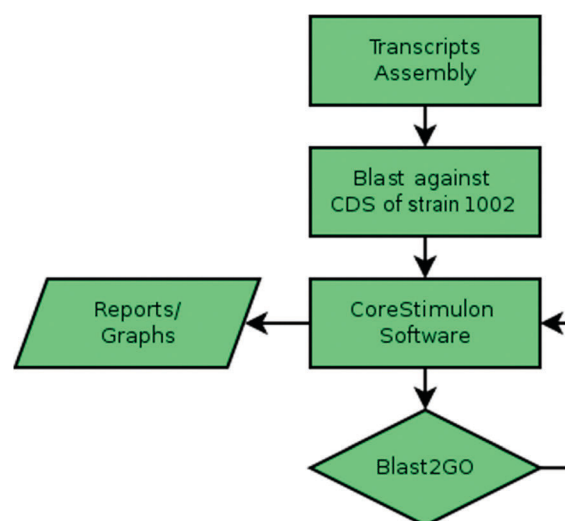 Transcripts
Assembly
Blast against
CDS of strain 1002
Reports/
Graphs
CoreStimulon
Software
Blast2GO